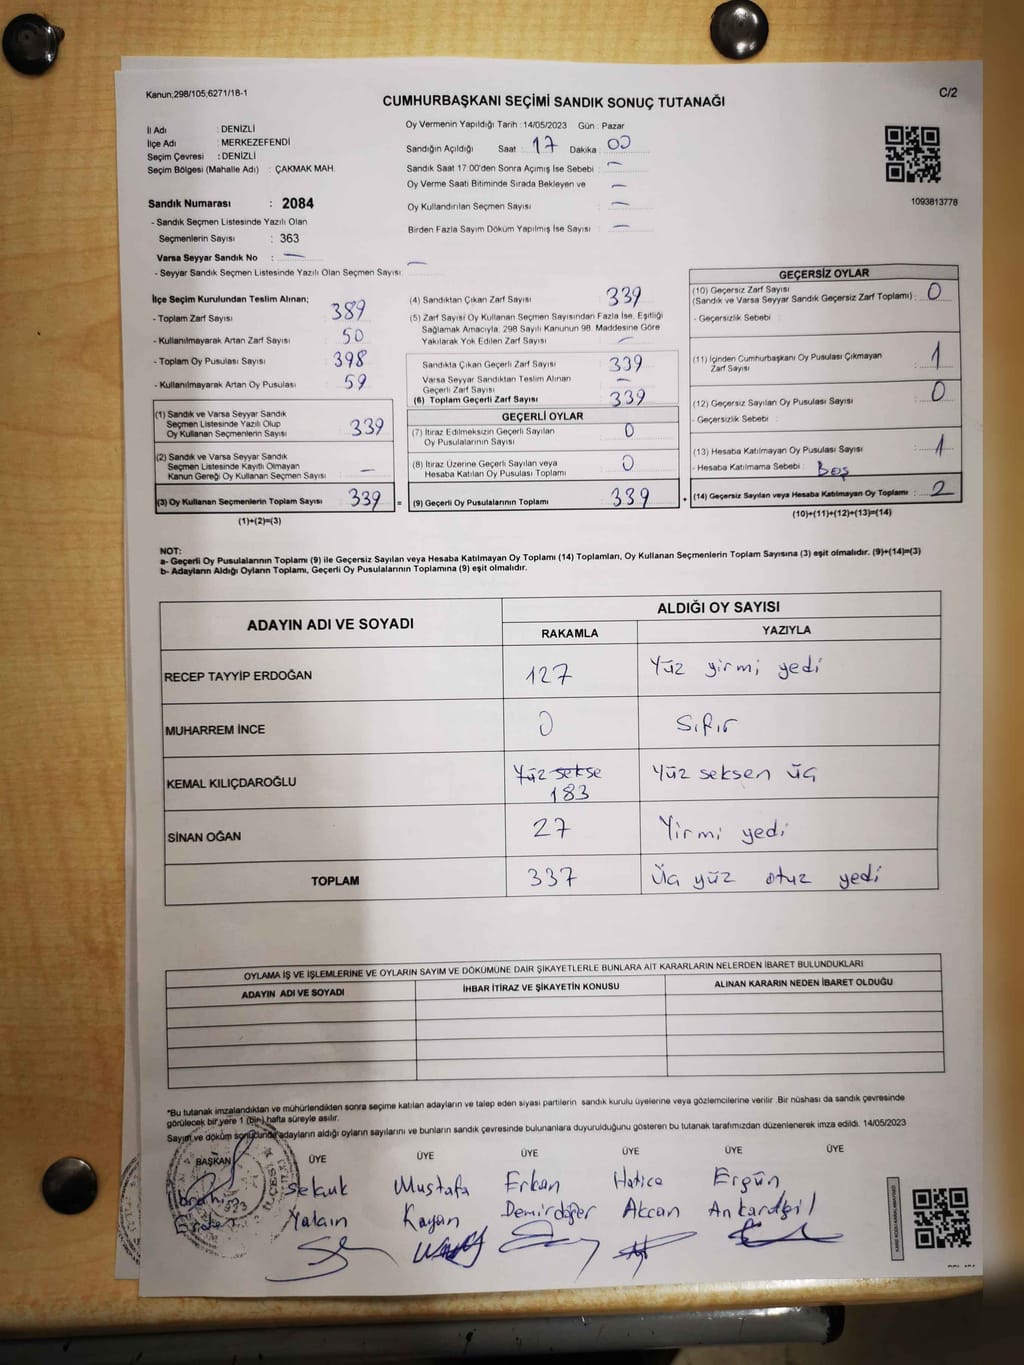 Kanun;298/105;6271/18-1
C/2
CUMHURBAŞKANI SEÇİMİ SANDIK SONUÇ TUTANAĞI
İl Adı : DENİZLİ
İlçe Adı : MERKEZEFENDİ
Seçim Çevresi : DENİZLİ
Seçim Bölgesi (Mahalle Adı) : ÇAKMAK MAH.
Sandık Numarası : 2084
- Sandık Seçmen Listesinde Yazılı Olan
Seçmenlerin Sayısı : 363
Varsa Seyyar Sandık No : —
- Seyyar Sandık Seçmen Listesinde Yazılı Olan Seçmen Sayısı: —
Oy Vermenin Yapıldığı Tarih : 14/05/2023 Gün : Pazar
Sandığın Açıldığı Saat : 17 Dakika : 00
Sandık Saat 17.00'den Sonra Açımış İse Sebebi : —
Oy Verme Saati Bitiminde Sırada Bekleyen ve —
Oy Kullandırılan Seçmen Sayısı : —
Birden Fazla Sayım Döküm Yapılmış İse Sayısı : —
1093813778
İlçe Seçim Kurulundan Teslim Alınan;
- Toplam Zarf Sayısı : 389
- Kullanılmayarak Artan Zarf Sayısı : 50
- Toplam Oy Pusulası Sayısı : 398
- Kullanılmayarak Artan Oy Pusulası : 59
(1) Sandık ve Varsa Seyyar Sandık
Seçmen Listesinde Yazılı Olup
Oy Kullanan Seçmenlerin Sayısı : 339
(2) Sandık ve Varsa Seyyar Sandık
Seçmen Listesinde Kayıtlı Olmayan
Kanun Gereği Oy Kullanan Seçmen Sayısı : —
(3) Oy Kullanan Seçmenlerin Toplam Sayısı : 339 =
(1)+(2)=(3)
(4) Sandıktan Çıkan Zarf Sayısı : 339
(5) Zarf Sayısı Oy Kullanan Seçmen Sayısından Fazla İse, Eşitliği
Sağlamak Amacıyla, 298 Sayılı Kanunun 98. Maddesine Göre
Yakılarak Yok Edilen Zarf Sayısı : —
Sandıkta Çıkan Geçerli Zarf Sayısı : 339
Varsa Seyyar Sandıktan Teslim Alınan
Geçerli Zarf Sayısı : —
(6) Toplam Geçerli Zarf Sayısı : 339
GEÇERLİ OYLAR
(7) İtiraz Edilmeksizin Geçerli Sayılan
Oy Pusulalarının Sayısı : 0
(8) İtiraz Üzerine Geçerli Sayılan veya
Hesaba Katılan Oy Pusulası Toplamı : 0
(9) Geçerli Oy Pusulalarının Toplamı : 339 +
GEÇERSİZ OYLAR
(10) Geçersiz Zarf Sayısı
(Sandık ve Varsa Seyyar Sandık Geçersiz Zarf Toplamı) : 0
- Geçersizlik Sebebi :
(11) İçinden Cumhurbaşkanı Oy Pusulası Çıkmayan
Zarf Sayısı : 1
(12) Geçersiz Sayılan Oy Pusulası Sayısı : 0
- Geçersizlik Sebebi :
(13) Hesaba Katılmayan Oy Pusulası Sayısı : 1
- Hesaba Katılmama Sebebi : Boş
(14) Geçersiz Sayılan veya Hesaba Katılmayan Oy Toplamı : 2
(10)+(11)+(12)+(13)=(14)
NOT:
a- Geçerli Oy Pusulalarının Toplamı (9) ile Geçersiz Sayılan veya Hesaba Katılmayan Oy Toplamı (14) Toplamları, Oy Kullanan Seçmenlerin Toplam Sayısına (3) eşit olmalıdır. (9)+(14)=(3)
b- Adayların Aldığı Oyların Toplamı, Geçerli Oy Pusulalarının Toplamına (9) eşit olmalıdır.
ADAYIN ADI VE SOYADI ALDIĞI OY SAYISI
RAKAMLA YAZIYLA
RECEP TAYYİP ERDOĞAN 127 Yüz yirmi yedi
MUHARREM İNCE 0 Sıfır
KEMAL KILIÇDAROĞLU Yüz sekse 183 Yüz seksen üç
SİNAN OĞAN 27 Yirmi yedi
TOPLAM 337 Üç yüz otuz yedi
OYLAMA İŞ VE İŞLEMLERİNE VE OYLARIN SAYIM VE DÖKÜMÜNE DAİR ŞİKAYETLERLE BUNLARA AİT KARARLARIN NELERDEN İBARET BULUNDUKLARI
ADAYIN ADI VE SOYADI İHBAR İTİRAZ VE ŞİKAYETİN KONUSU ALINAN KARARIN NEDEN İBARET OLDUĞU
*Bu tutanak imzalandıktan ve mühürlendikten sonra seçime katılan adayların ve talep eden siyasi partilerin sandık kurulu üyelerine veya gözlemcilerine verilir .Bir nüshası da sandık çevresinde
görülecek bir yere 1 (bir) hafta süreyle asılır.
Sayım ve döküm sonucunda adayların aldığı oyların sayılarını ve bunların sandık çevresinde bulunanlara duyurulduğunu gösteren bu tutanak tarafımızdan düzenlenerek imza edildi. 14/05/2023
BAŞKAN ÜYE ÜYE ÜYE ÜYE ÜYE ÜYE
İbrahim Selçuk Mustafa Erkan Hatice Ergün
Yalçın Kayan Demirdöğer Akcan